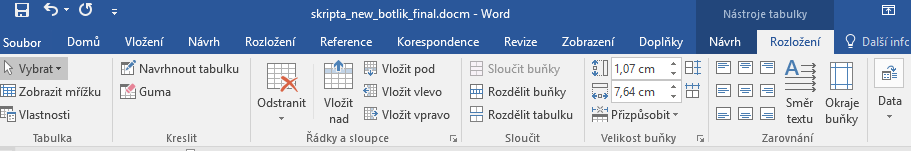 skripta_new_botlik_final.docm - Word
Nástroje tabulky
Soubor Domů Vložení Návrh Rozložení Reference Korespondence Revize Zobrazení Doplňky Návrh Rozložení Další infc
Vybrat
Zobrazit mřížku
Vlastnosti
Tabulka
Navrhnout tabulku
Guma
Kreslit
Odstranit
Vložit nad
Vložit pod
Vložit vlevo
Vložit vpravo
Řádky a sloupce
Sloučit buňky
Rozdělit buňky
Rozdělit tabulku
Sloučit
1,07 cm
7,64 cm
Přizpůsobit
Velikost buňky
Směr textu
Okraje buňky
Zarovnání
Data